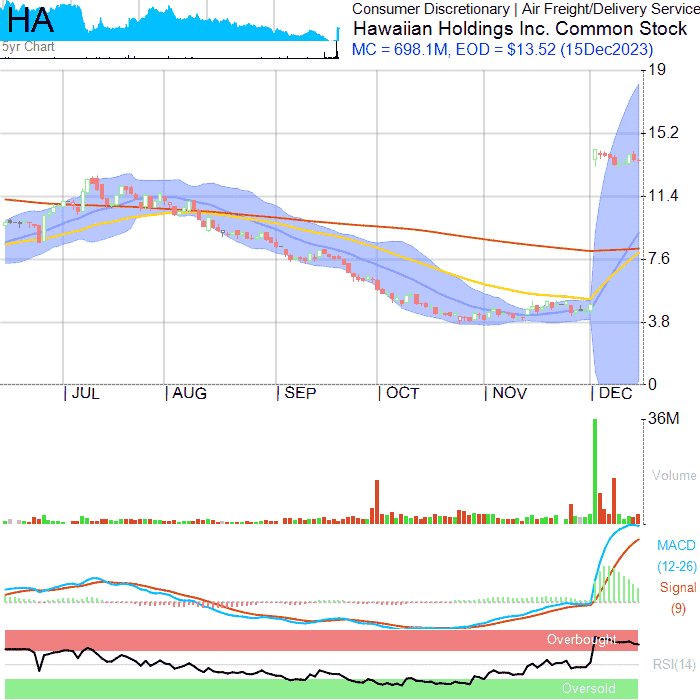 HA
5yr Chart
Consumer Discretionary | Air Freight/Delivery Service
Hawaiian Holdings Inc. Common Stock
MC = 698.1M, EOD = $13.52 (15Dec2023)
19
15.2
11.4
7.6
3.8
0
| JUL | AUG | SEP | OCT | NOV | DEC
36M
Volume
MACD
(12-26)
Signal
(9)
Overbought
RSI(14)
Oversold